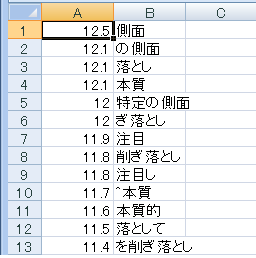 A B C
1 12.5 側面
2 12.1 の側面
3 12.1 落とし
4 12.1 本質
5 12 特定の側面
6 12 ぎ落とし
7 11.9 注目
8 11.8 削ぎ落とし
9 11.8 注目し
10 11.7 ^本質
11 11.6 本質的
12 11.5 落として
13 11.4 を削ぎ落とし